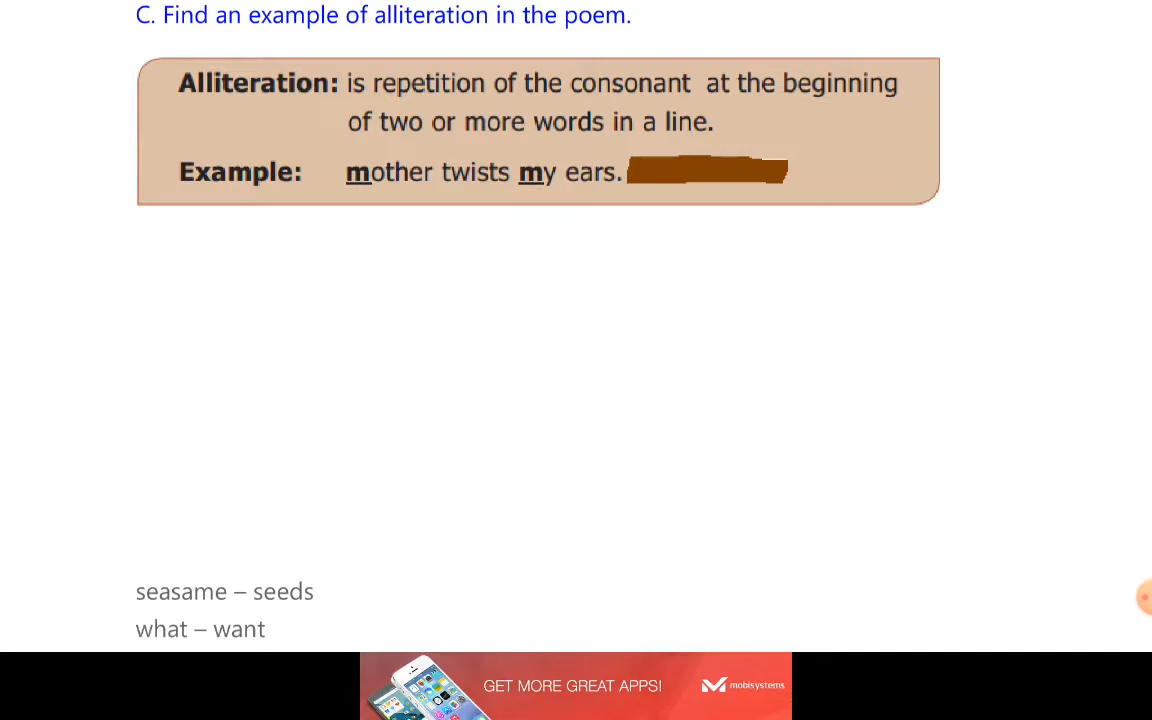 C. Find an example of alliteration in the poem.
Alliteration: is repetition of the consonant at the beginning
of two or more words in a line.
Example: mother twists my ears.
seasame – seeds
what – want
GET MORE GREAT APPS! mobisystems